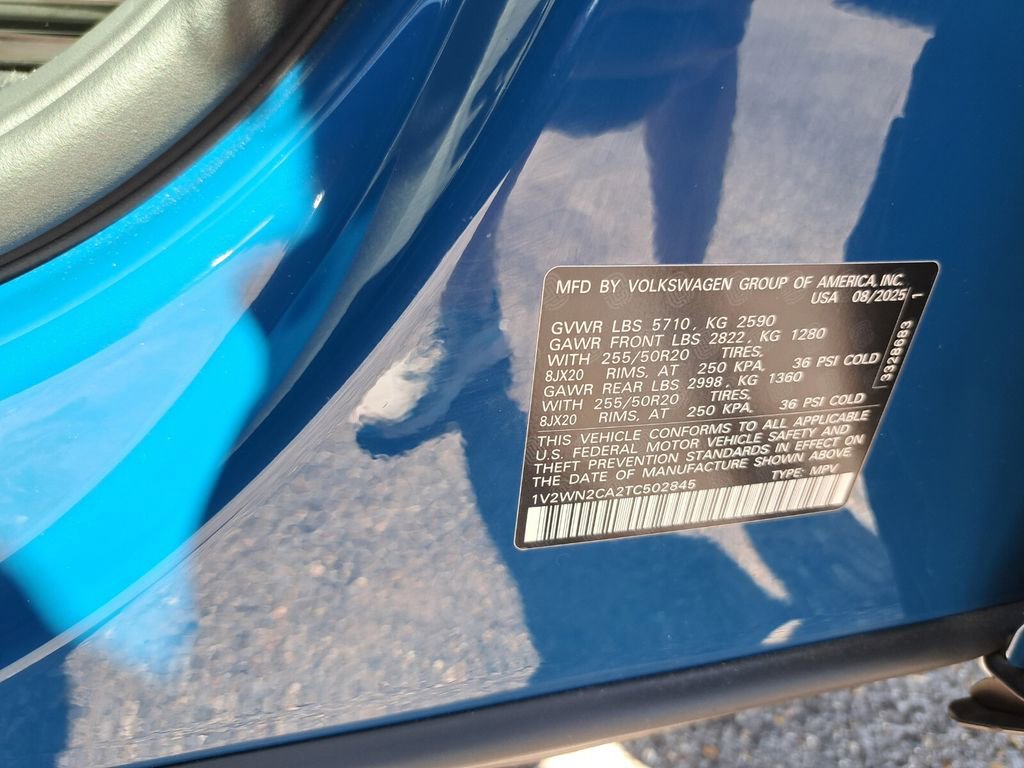 MFD BY VOLKSWAGEN GROUP OF AMERICA, INC.
USA 08/2025 1
GVWR LBS 5710, KG 2590
GAWR FRONT LBS 2822, KG 1280
WITH 255/50R20 TIRES,
8JX20 RIMS, AT 250 KPA, 36 PSI COLD
GAWR REAR LBS 2998, KG 1360
WITH 255/50R20 TIRES,
8JX20 RIMS, AT 250 KPA, 36 PSI COLD
3328683
THIS VEHICLE CONFORMS TO ALL APPLICABLE
U.S. FEDERAL MOTOR VEHICLE SAFETY AND
THEFT PREVENTION STANDARDS IN EFFECT ON
THE DATE OF MANUFACTURE SHOWN ABOVE.
1V2WN2CA2TC502845 TYPE: MPV